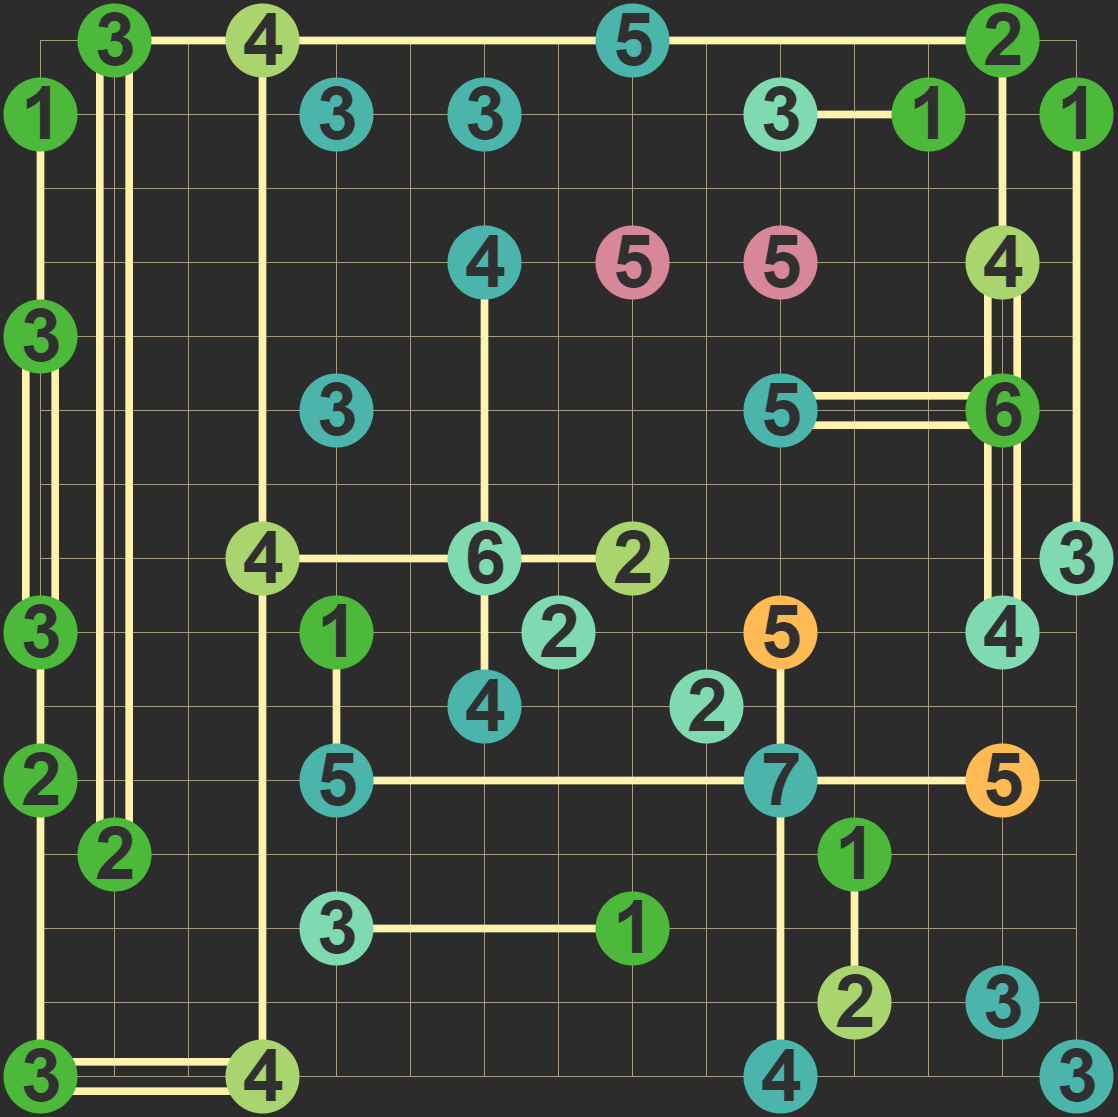 3 4 5 2
1 3 3 3 1 1
4 5 5 4
3
3 5 6
4 6 2 3
3 1 2 5 4
4 2
2 5 7 5
2 1
3 1
2 3
3 4 4 3